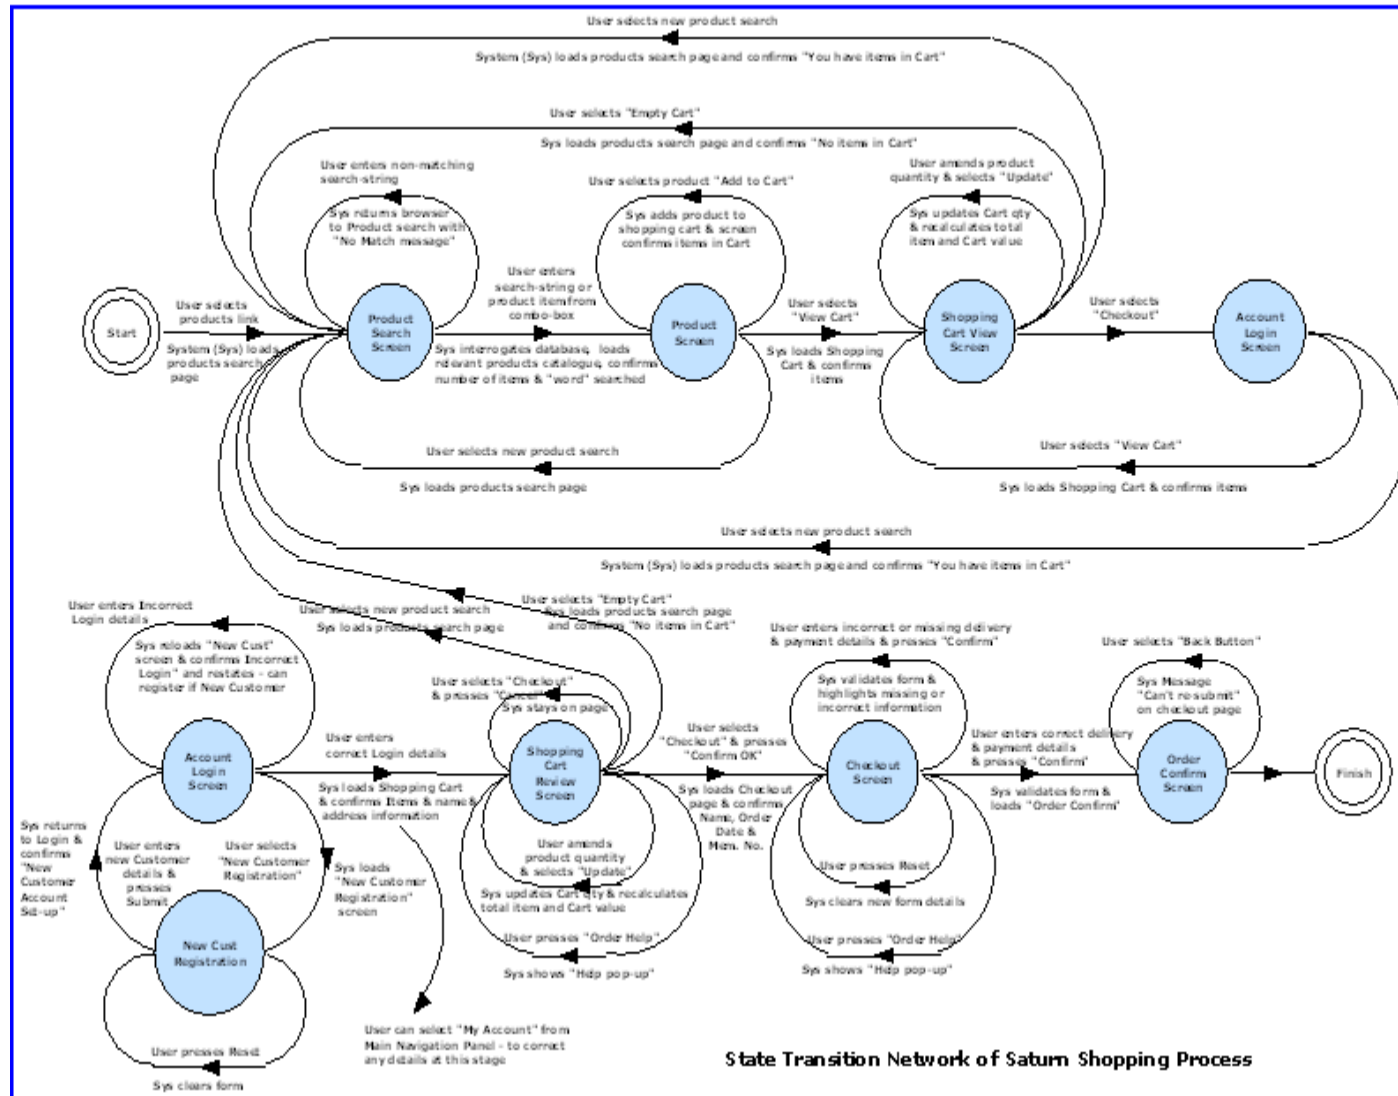 User selects new product search
System (Sys) loads products search page and confirms "You have items in Cart"
User selects "Empty Cart"
Sys loads products search page and confirms "No items in Cart"
User enters non-matching
search-string
Sys returns browser
to Product search with
"No Match message"
User selects product "Add to Cart"
Sys adds product to
shopping cart & screen
confirms items in Cart
User amends product
quantity & selects "Update"
Sys updates Cart qty
& recalculates total
item and Cart value
Start
User selects
products link
System (Sys) loads
products search
page
Product
Search
Screen
User enters
search-string or
product item from
combo-box
Sys interrogates database, loads
relevant products catalogue, confirms
number of items & "word" searched
Product
Screen
User selects
"View Cart"
Sys loads Shopping
Cart & confirms
items
Shopping
Cart View
Screen
User selects
"Checkout"
Account
Login
Screen
User selects new product search
Sys loads products search page
User selects "View Cart"
Sys loads Shopping Cart & confirms items
User selects new product search
System (Sys) loads products search page and confirms "You have items in Cart"
User selects "Empty Cart"
Sys loads products search page
and confirms "No items in Cart"
User selects new product search
Sys loads products search page
User enters Incorrect
Login details
Sys reloads "New Cust"
screen & confirms Incorrect
Login" and restates - can
register if New Customer
User selects "Checkout"
& presses "Cancel"
Sys stays on page
User enters incorrect or missing delivery
& payment details & presses "Confirm"
Sys validates form &
highlights missing or
incorrect information
User selects "Back Button"
Sys Message
"Can't re-submit"
on checkout page
Account
Login
Screen
User enters
correct Login details
Sys loads Shopping Cart
& confirms Items & name &
address information
Shopping
Cart
Review
Screen
User selects
"Checkout" & presses
"Confirm OK"
Sys loads Checkout
page & confirms
Name, Order
Date &
Mem. No.
Checkout
Screen
User enters correct delivery
& payment details
& presses "Confirm"
Sys validates form &
loads "Order Confirm"
Order
Confirm
Screen
Finish
Sys returns
to Login &
confirms
"New
Customer
Account
Set-up"
User enters
new Customer
details &
presses
Submit
User selects
"New Customer
Registration"
Sys loads
"New Customer
Registration"
screen
User amends
product quantity
& selects "Update"
Sys updates Cart qty & recalculates
total item and Cart value
User presses "Order Help"
Sys shows "Help pop-up"
User presses Reset
Sys clears new form details
User presses "Order Help"
Sys shows "Help pop-up"
New Cust
Registration
User presses Reset
Sys clears form
User can select "My Account" from
Main Navigation Panel - to correct
any details at this stage
State Transition Network of Saturn Shopping Process